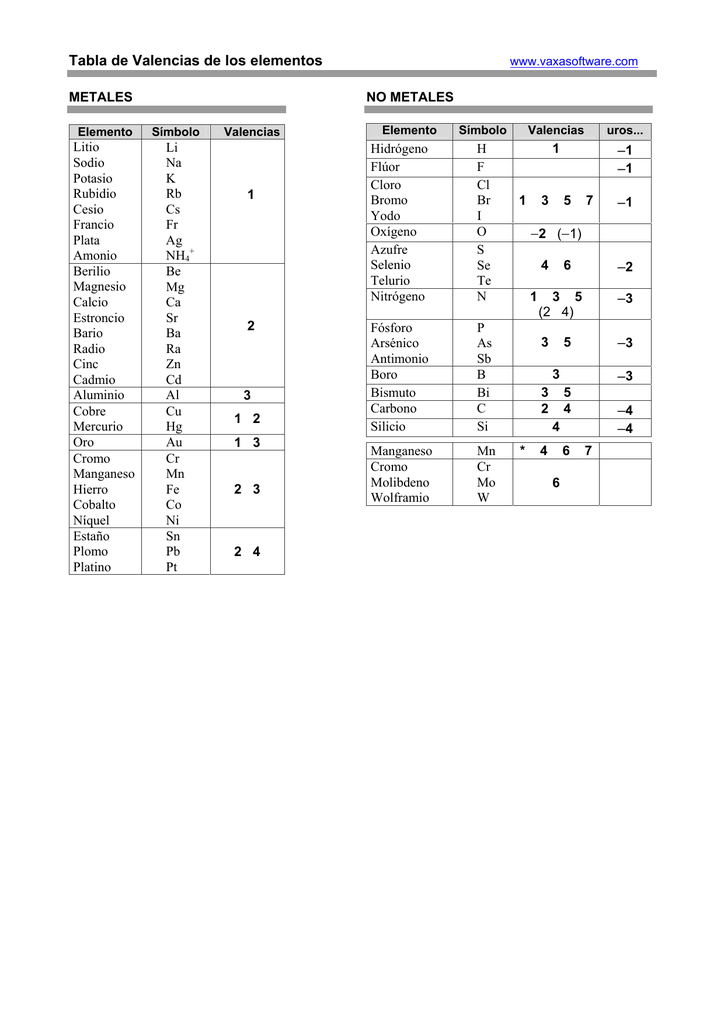 Tabla de Valencias de los elementos www.vaxasoftware.com
METALES
Elemento Símbolo Valencias
Litio Li
Sodio Na
Potasio K
Rubidio Rb 1
Cesio Cs
Francio Fr
Plata Ag
Amonio NH4+
Berilio Be
Magnesio Mg
Calcio Ca
Estroncio Sr
Bario Ba 2
Radio Ra
Cinc Zn
Cadmio Cd
Aluminio Al 3
Cobre Cu 1 2
Mercurio Hg
Oro Au 1 3
Cromo Cr
Manganeso Mn
Hierro Fe 2 3
Cobalto Co
Níquel Ni
Estaño Sn
Plomo Pb 2 4
Platino Pt
NO METALES
Elemento Símbolo Valencias uros...
Hidrógeno H 1 –1
Flúor F –1
Cloro Cl
Bromo Br 1 3 5 7 –1
Yodo I
Oxígeno O –2 (–1)
Azufre S
Selenio Se 4 6 –2
Telurio Te
Nitrógeno N 1 3 5 –3
(2 4)
Fósforo P
Arsénico As 3 5 –3
Antimonio Sb
Boro B 3 –3
Bismuto Bi 3 5
Carbono C 2 4 –4
Silicio Si 4 –4
Manganeso Mn * 4 6 7
Cromo Cr
Molibdeno Mo 6
Wolframio W